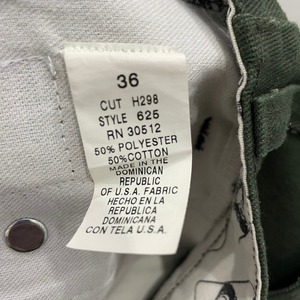 36
CUT H298
STYLE 625
RN 30512
50% POLYESTER
50% COTTON
MADE IN THE
DOMINICAN
REPUBLIC
OF U.S.A. FABRIC
HECHO EN LA
REPUBLICA
DOMINICANA
CON TELA U.S.A.